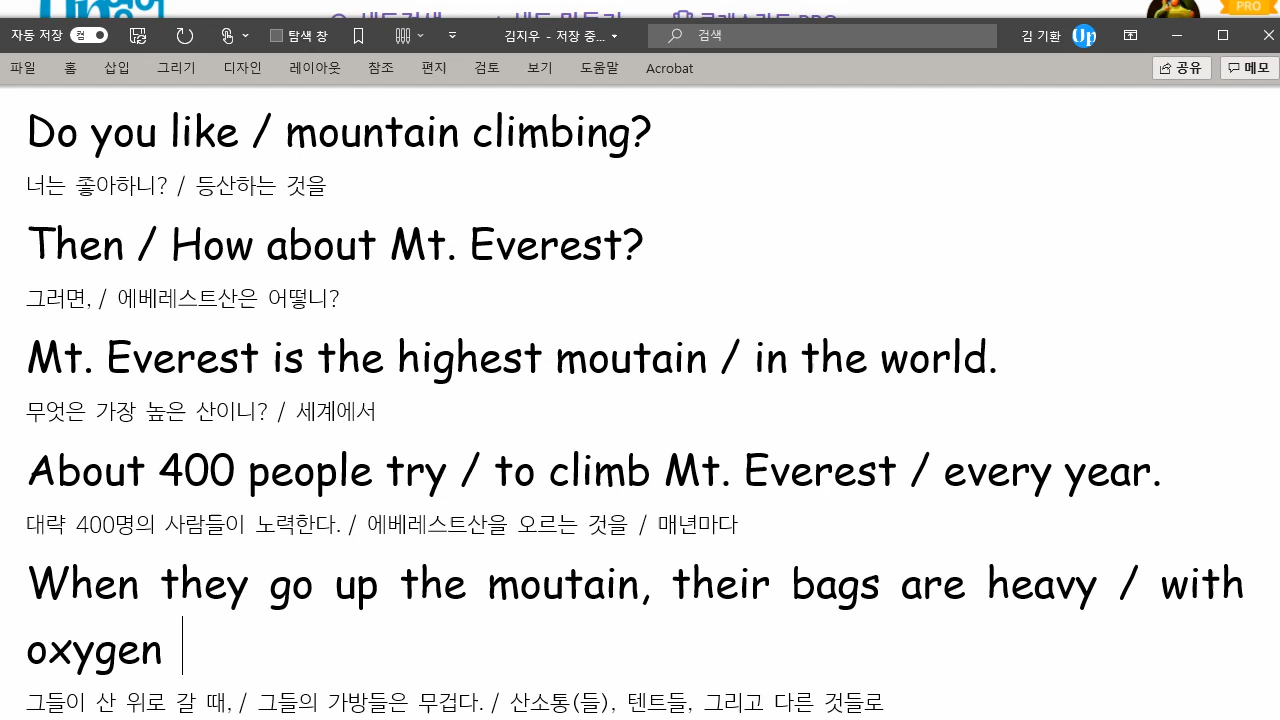 PRO
자동 저장 컴 탐색 창 김지우 - 저장 중... 검색 김 기환 Up
파일 홈 삽입 그리기 디자인 레이아웃 참조 편지 검토 보기 도움말 Acrobat 공유 메모
Do you like / mountain climbing?
너는 좋아하니? / 등산하는 것을
Then / How about Mt. Everest?
그러면, / 에베레스트산은 어떻니?
Mt. Everest is the highest moutain / in the world.
무엇은 가장 높은 산이니? / 세계에서
About 400 people try / to climb Mt. Everest / every year.
대략 400명의 사람들이 노력한다. / 에베레스트산을 오르는 것을 / 매년마다
When they go up the moutain, their bags are heavy / with
oxygen
그들이 산 위로 갈 때, / 그들의 가방들은 무겁다. / 산소통(들), 텐트들, 그리고 다른 것들로